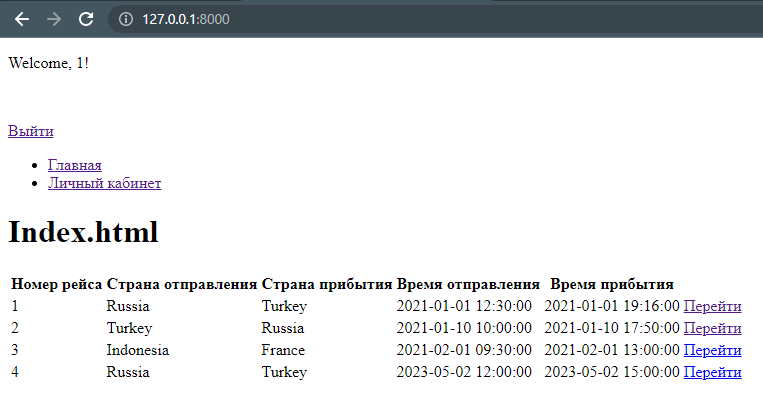 127.0.0.1:8000
Welcome, 1!
Выйти
Главная
Личный кабинет
Index.html
Номер рейса Страна отправления Страна прибытия Время отправления Время прибытия
1 Russia Turkey 2021-01-01 12:30:00 2021-01-01 19:16:00 Перейти
2 Turkey Russia 2021-01-10 10:00:00 2021-01-10 17:50:00 Перейти
3 Indonesia France 2021-02-01 09:30:00 2021-02-01 13:00:00 Перейти
4 Russia Turkey 2023-05-02 12:00:00 2023-05-02 15:00:00 Перейти